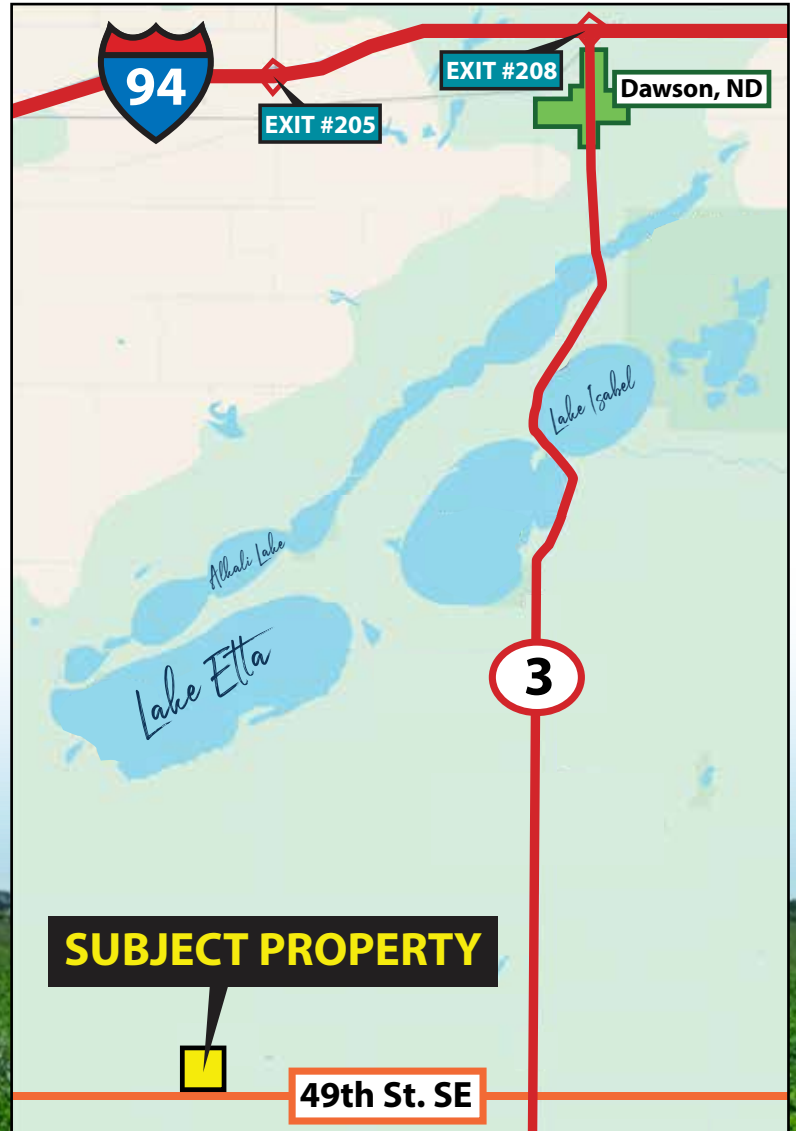 94
EXIT #208
Dawson, ND
EXIT #205
Lake Isabel
Alkali Lake
Lake Etta
3
SUBJECT PROPERTY
49th St. SE